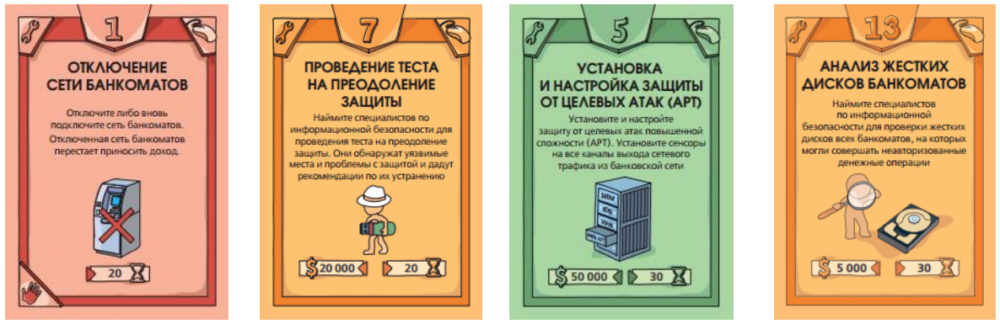 1
ОТКЛЮЧЕНИЕ
СЕТИ БАНКОМАТОВ
Отключите либо вновь
подключите сеть банкоматов.
Отключенная сеть банкоматов
перестает приносить доход.
20
7
ПРОВЕДЕНИЕ ТЕСТА
НА ПРЕОДОЛЕНИЕ
ЗАЩИТЫ
Наймите специалистов по
информационной безопасности для
проведения теста на преодоление
защиты. Они обнаружат уязвимые
места и проблемы с защитой и дадут
рекомендации по их устранению
$ 20 000
20
5
УСТАНОВКА
И НАСТРОЙКА ЗАЩИТЫ
ОТ ЦЕЛЕВЫХ АТАК (APT)
Установите и настройте
защиту от целевых атак повышенной
сложности (APT). Установите сенсоры
на все каналы выхода сетевого
трафика из банковской сети
SIEM
IDS
VPN
$ 50 000
30
13
АНАЛИЗ ЖЕСТКИХ
ДИСКОВ БАНКОМАТОВ
Наймите специалистов
по информационной
безопасности для проверки жестких
дисков всех банкоматов, на которых
могли совершать неавторизованные
денежные операции
$ 5 000
30